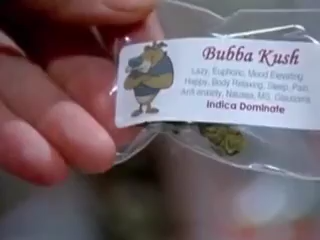 Bubba Kush
Lazy, Euphoric, Mood Elevating
Happy, Body Relaxing, Sleep, Pain
Anti anxiety, Nausea, MS, Glaucoma
Indica Dominate